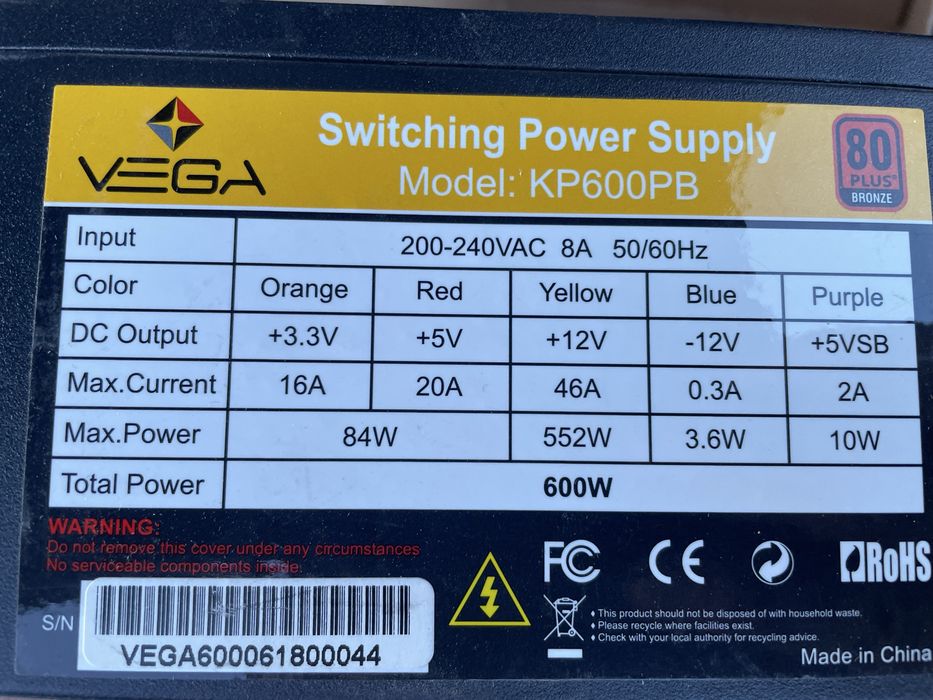 VEGA
Switching Power Supply
Model: KP600PB
80
PLUS®
BRONZE
Input 200-240VAC 8A 50/60Hz
Color Orange Red Yellow Blue Purple
DC Output +3.3V +5V +12V -12V +5VSB
Max.Current 16A 20A 46A 0.3A 2A
Max.Power 84W 552W 3.6W 10W
Total Power 600W
WARNING:
Do not remove this cover under any circumstances
No serviceable components inside.
S/N
VEGA600061800044
FC CE RoHS
♦ This product should not be disposed of with household waste.
♦ Please recycle where facilities exist.
♦ Check with your local authority for recycling advice.
Made in China